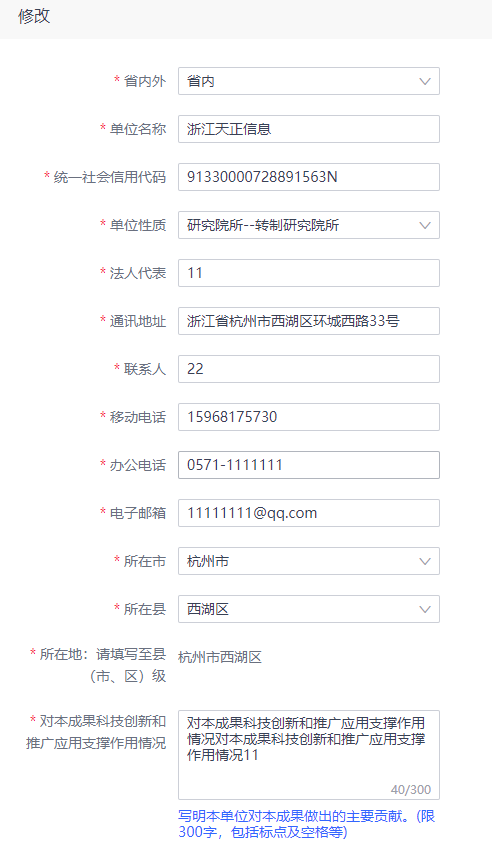 修改
* 省内外 省内
* 单位名称 浙江天正信息
* 统一社会信用代码 91330000728891563N
* 单位性质 研究院所--转制研究院所
* 法人代表 11
* 通讯地址 浙江省杭州市西湖区环城西路33号
* 联系人 22
* 移动电话 15968175730
* 办公电话 0571-1111111
* 电子邮箱 11111111@qq.com
* 所在市 杭州市
* 所在县 西湖区
* 所在地：请填写至县
（市、区）级
杭州市西湖区
* 对本成果科技创新和
推广应用支撑作用情况
对本成果科技创新和推广应用支撑作用
情况对本成果科技创新和推广应用支撑
作用情况11
40/300
写明本单位对本成果做出的主要贡献。(限
300字，包括标点及空格等)